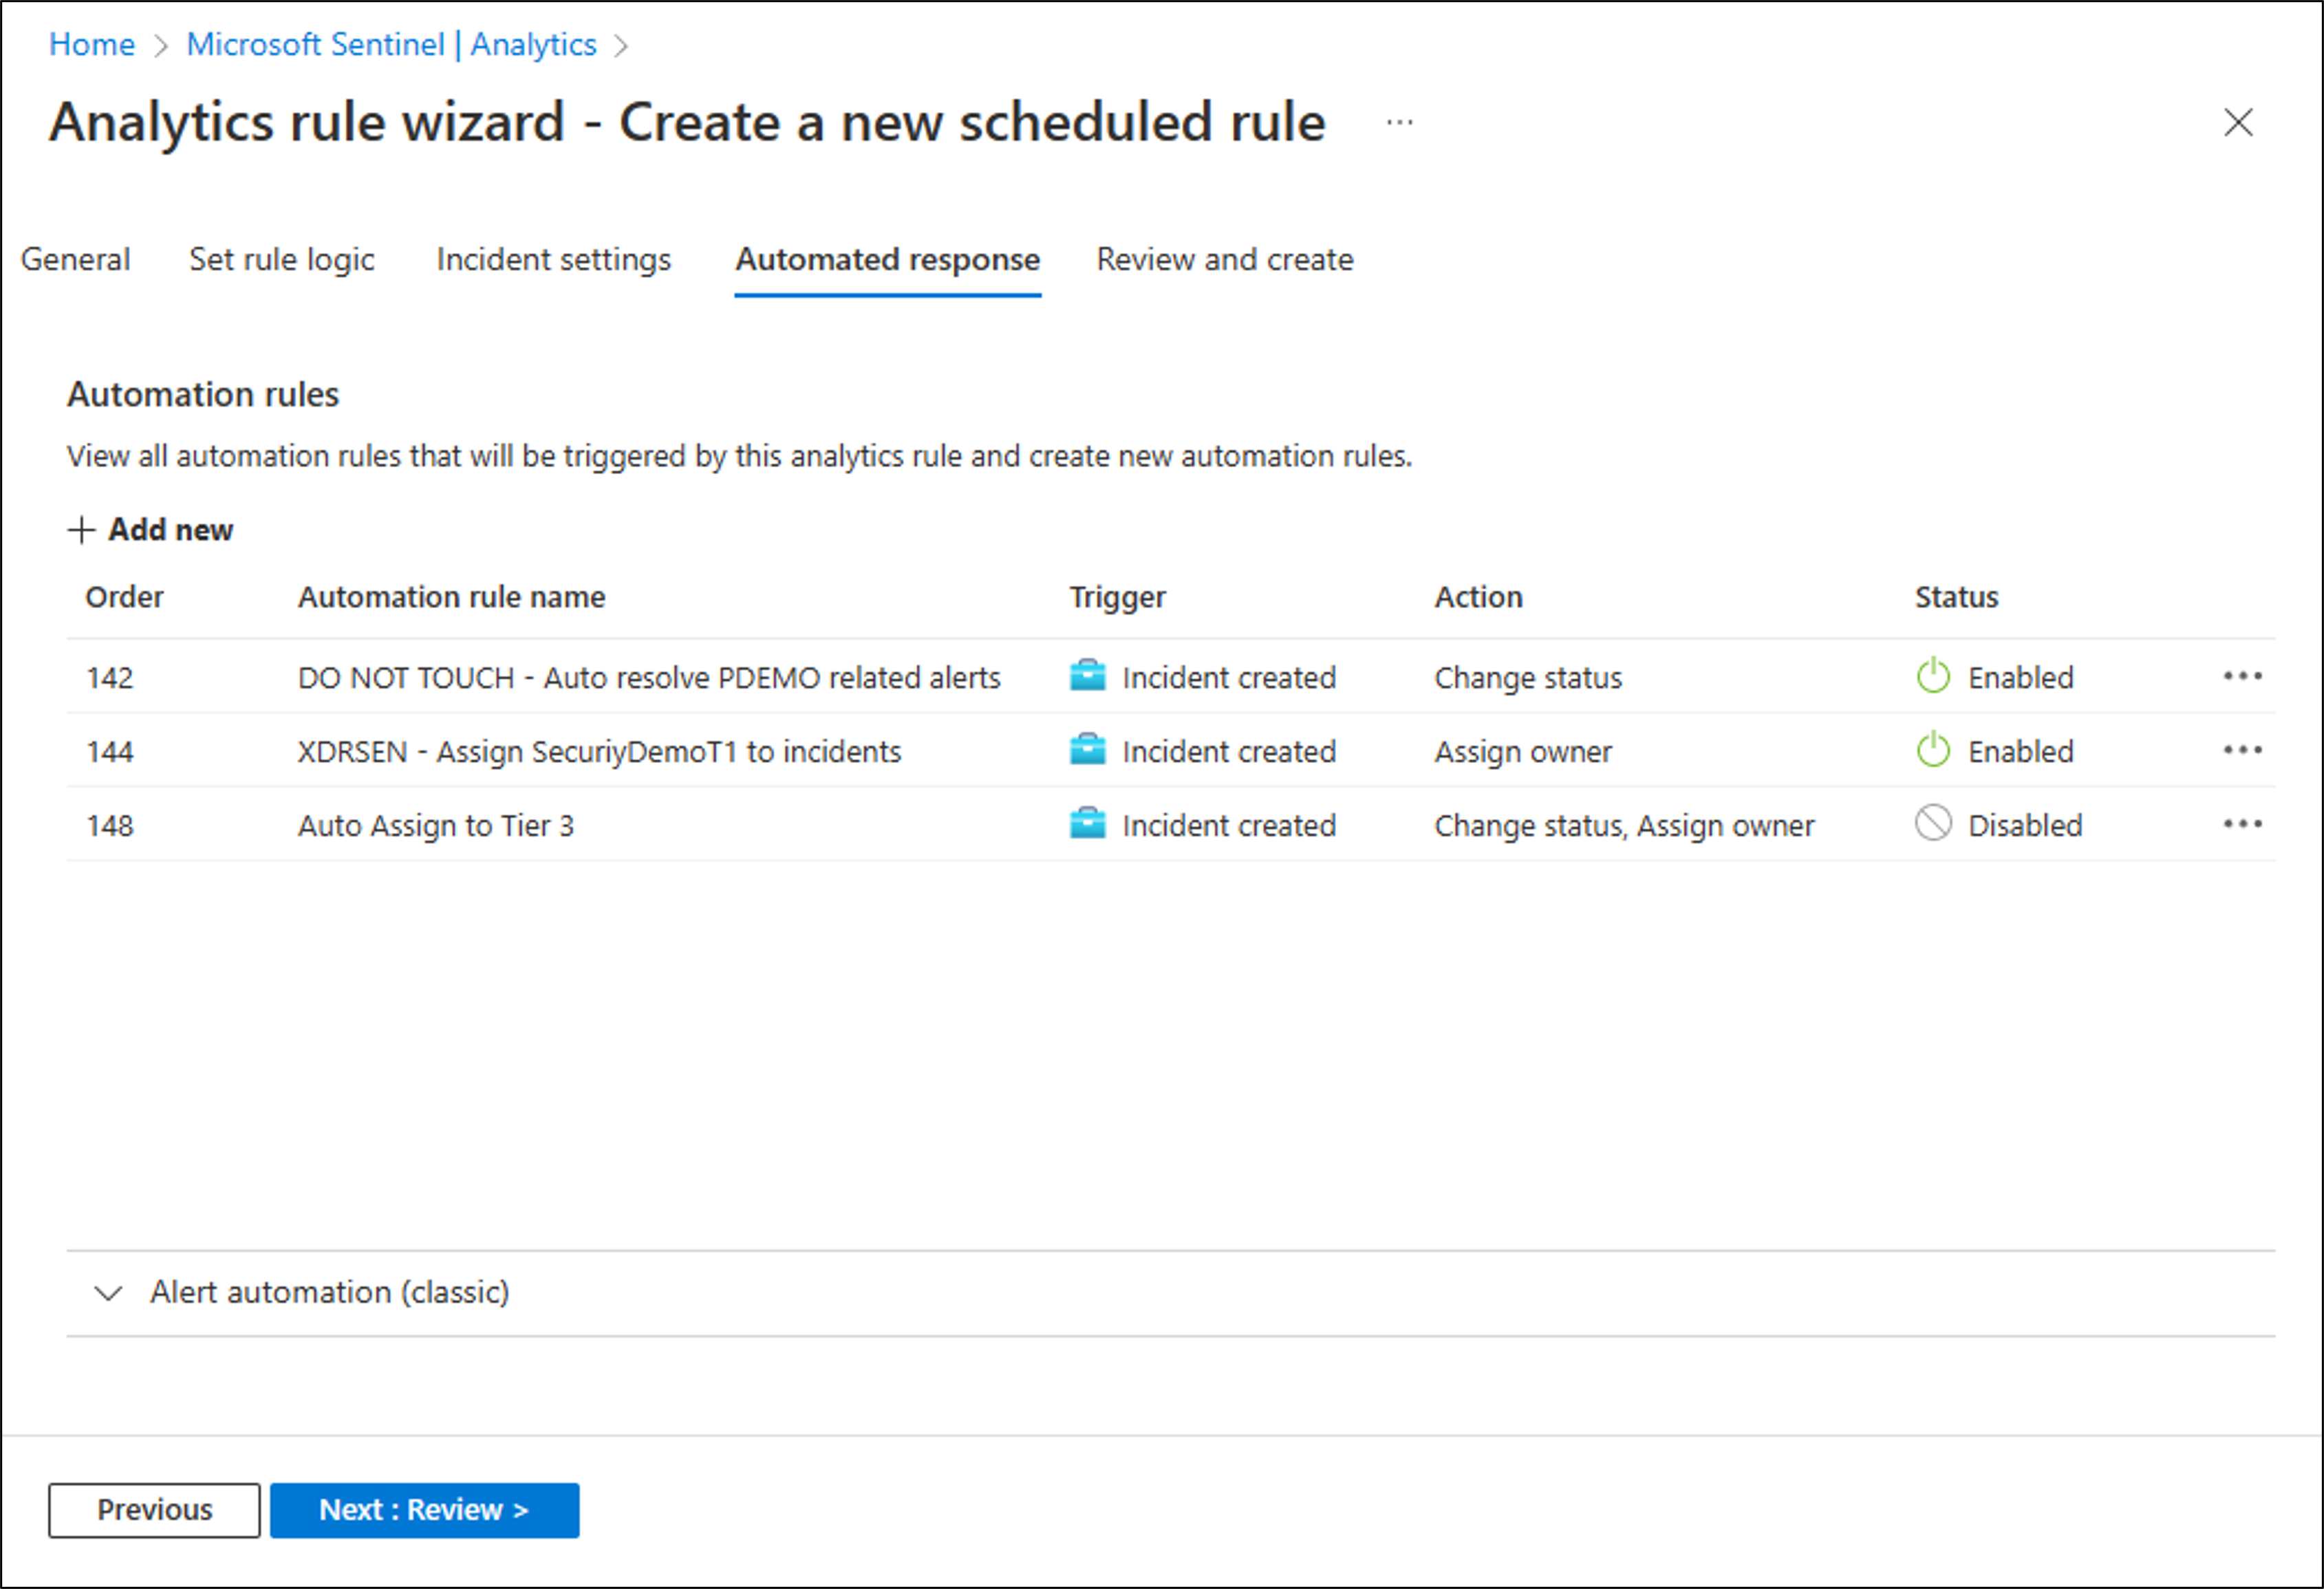 Home > Microsoft Sentinel | Analytics >
Analytics rule wizard - Create a new scheduled rule ...
General Set rule logic Incident settings Automated response Review and create
Automation rules
View all automation rules that will be triggered by this analytics rule and create new automation rules.
+ Add new
Order Automation rule name Trigger Action Status
142 DO NOT TOUCH - Auto resolve PDEMO related alerts Incident created Change status Enabled
144 XDRSEN - Assign SecuriyDemoT1 to incidents Incident created Assign owner Enabled
148 Auto Assign to Tier 3 Incident created Change status, Assign owner Disabled
Alert automation (classic)
Previous Next : Review >